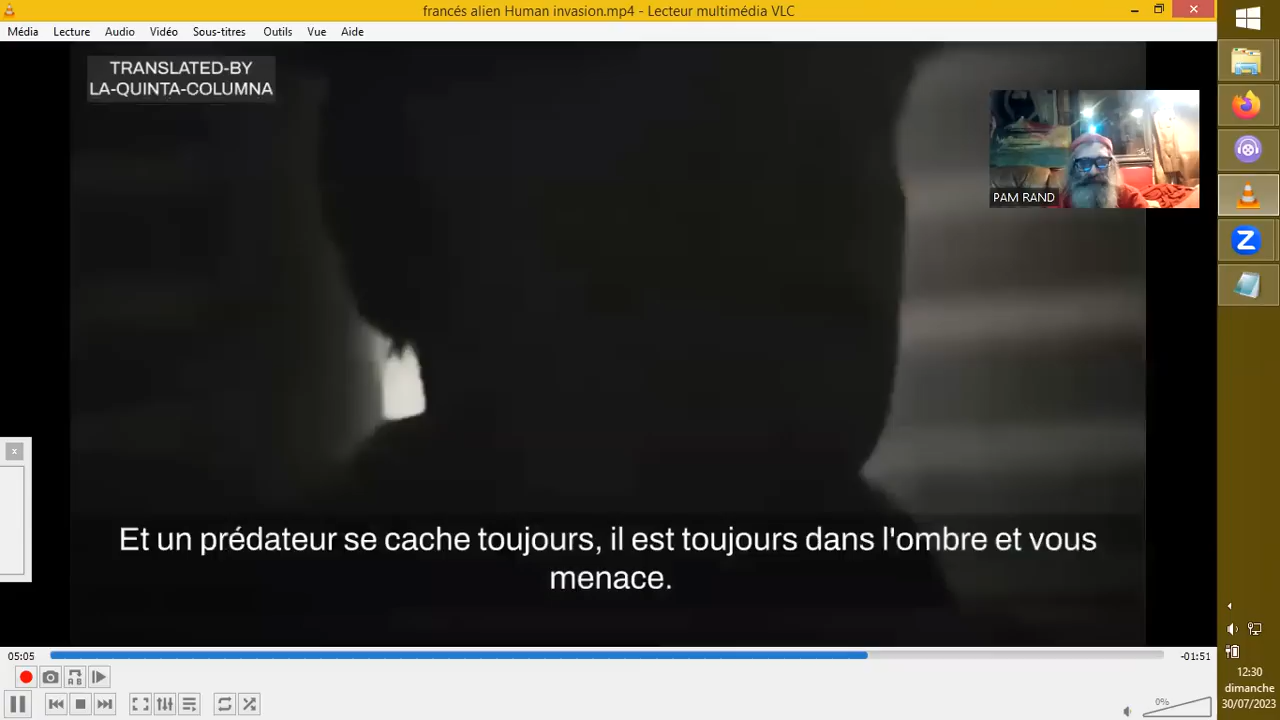 francés alien Human invasion.mp4 - Lecteur multimédia VLC
Média Lecture Audio Vidéo Sous-titres Outils Vue Aide
TRANSLATED-BY
LA-QUINTA-COLUMNA
PAM RAND
Et un prédateur se cache toujours, il est toujours dans l'ombre et vous
menace.
05:05
-01:51
0%
12:30
dimanche
30/07/2023